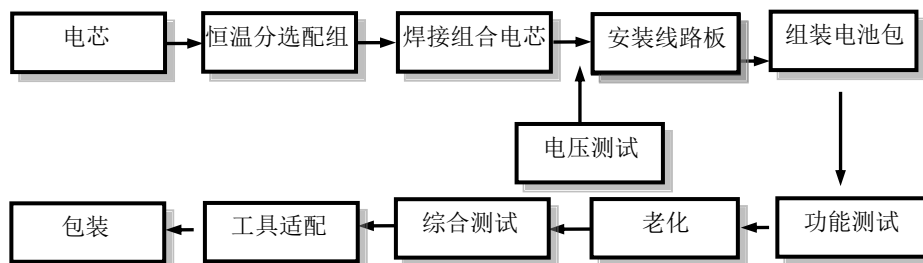 电芯
恒温分选配组
焊接组合电芯
安装线路板
组装电池包
电压测试
包装
工具适配
综合测试
老化
功能测试